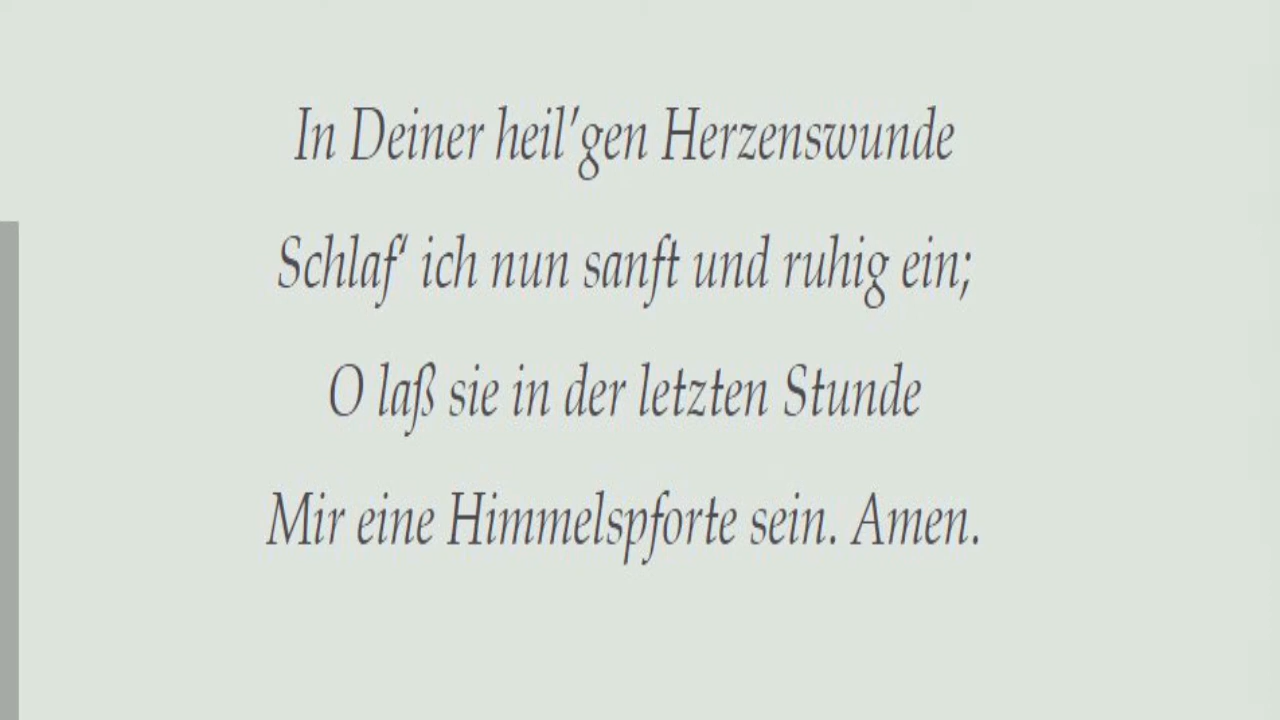 In Deiner heil'gen Herzenswunde
Schlaf‘ ich nun sanft und ruhig ein;
O laß sie in der letzten Stunde
Mir eine Himmelspforte sein. Amen.